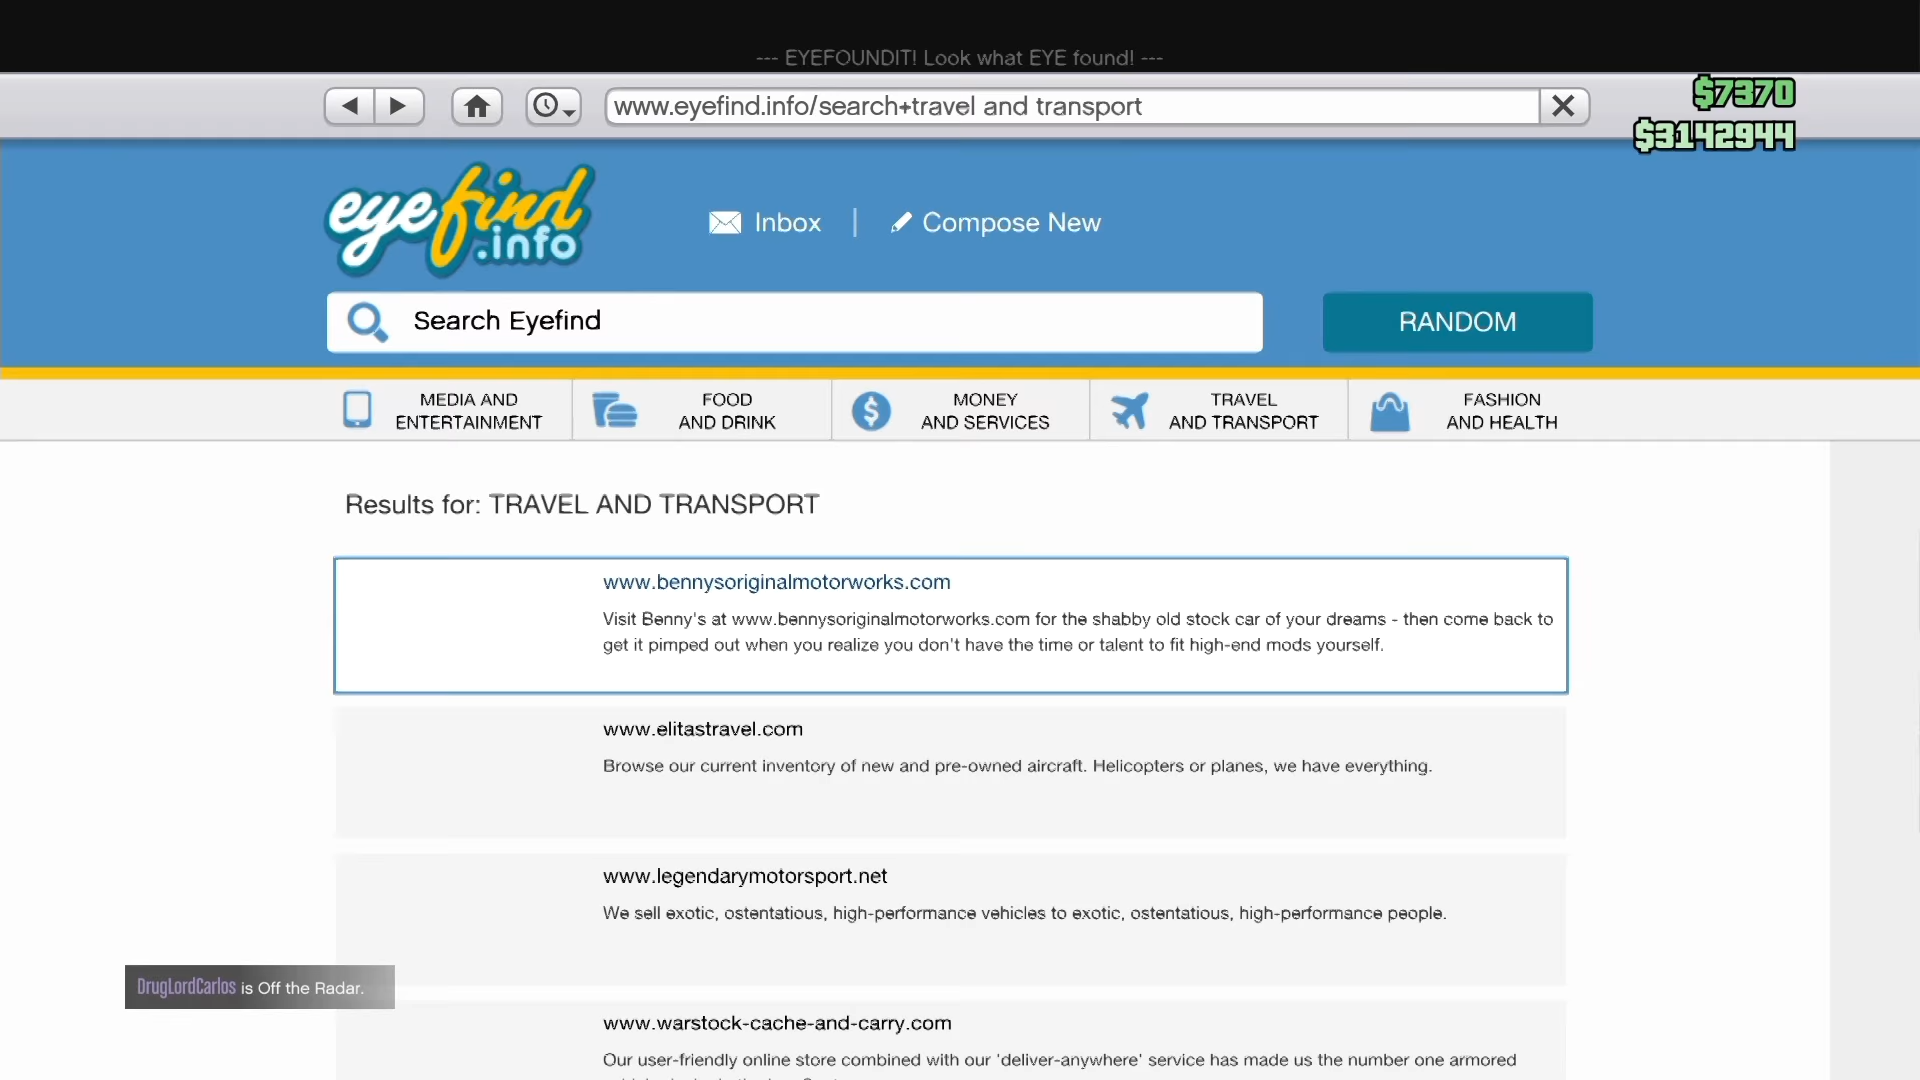 --- EYEFOUNDIT! Look what EYE found! ---
www.eyefind.info/search+travel and transport
$7370
$3142944
eyefind.info
Inbox | Compose New
Search Eyefind
RANDOM
MEDIA AND ENTERTAINMENT
FOOD AND DRINK
MONEY AND SERVICES
TRAVEL AND TRANSPORT
FASHION AND HEALTH
Results for: TRAVEL AND TRANSPORT
www.bennysoriginalmotorworks.com
Visit Benny's at www.bennysoriginalmotorworks.com for the shabby old stock car of your dreams - then come back to
get it pimped out when you realize you don't have the time or talent to fit high-end mods yourself.
www.elitastravel.com
Browse our current inventory of new and pre-owned aircraft. Helicopters or planes, we have everything.
www.legendarymotorsport.net
We sell exotic, ostentatious, high-performance vehicles to exotic, ostentatious, high-performance people.
DrugLordCarlos is Off the Radar.
www.warstock-cache-and-carry.com
Our user-friendly online store combined with our 'deliver-anywhere' service has made us the number one armored